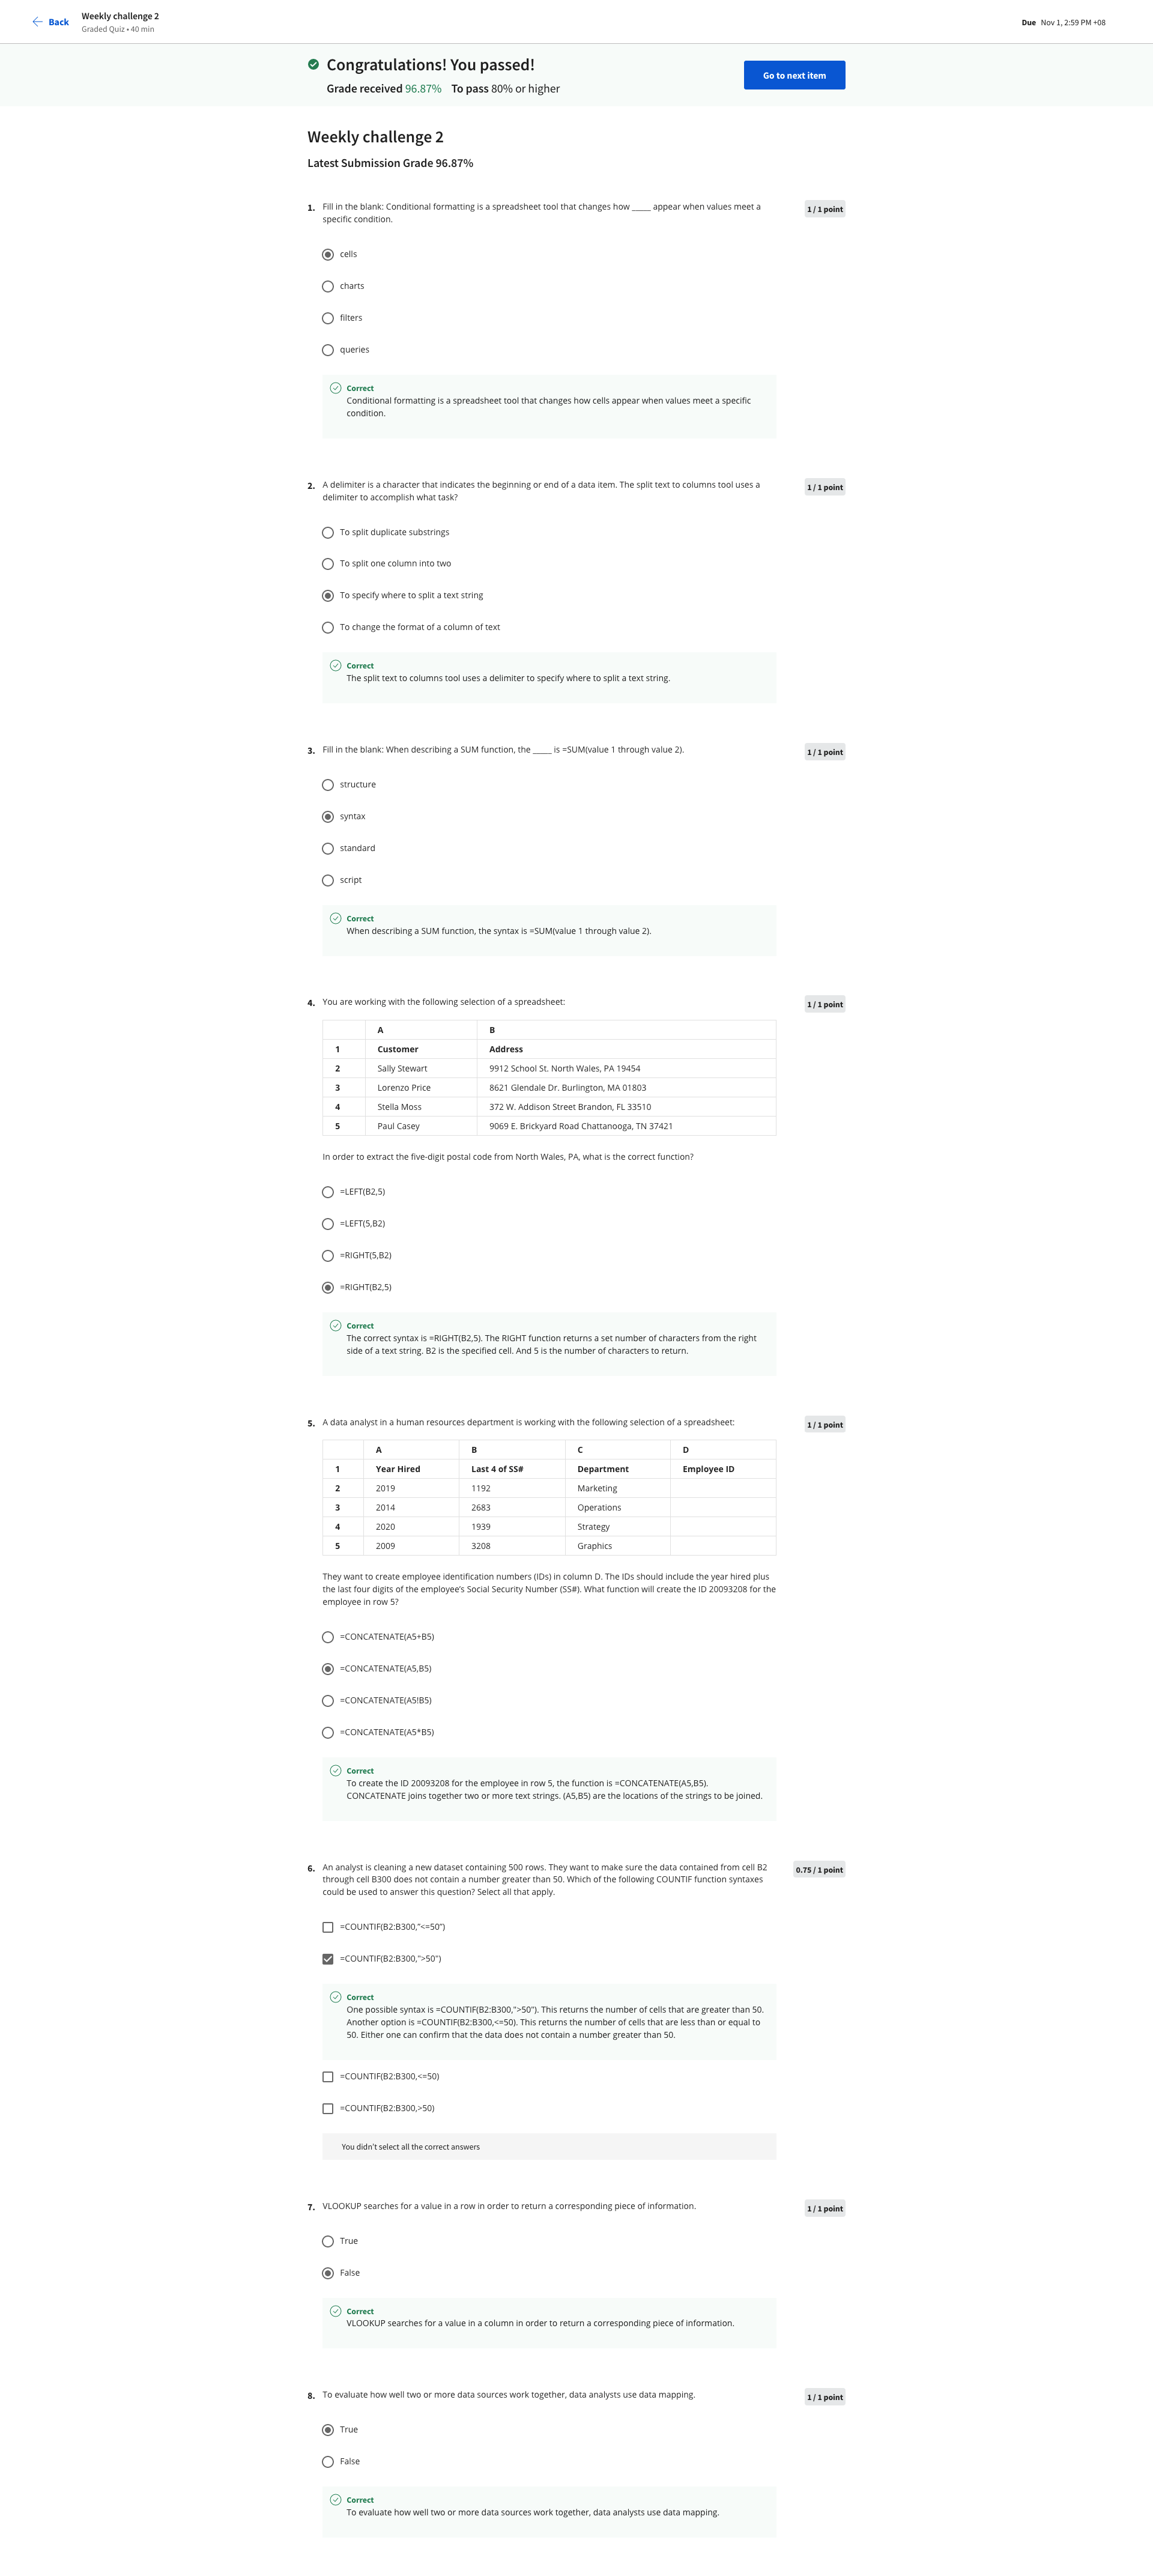 Back
Weekly challenge 2
Graded Quiz • 40 min
Due Nov 1, 2:59 PM +08
Congratulations! You passed!
Grade received 96.87% To pass 80% or higher
Go to next item
Weekly challenge 2
Latest Submission Grade 96.87%
1. Fill in the blank: Conditional formatting is a spreadsheet tool that changes how _____ appear when values meet a
specific condition.
1 / 1 point
cells
charts
filters
queries
Correct
Conditional formatting is a spreadsheet tool that changes how cells appear when values meet a specific
condition.
2. A delimiter is a character that indicates the beginning or end of a data item. The split text to columns tool uses a
delimiter to accomplish what task?
1 / 1 point
To split duplicate substrings
To split one column into two
To specify where to split a text string
To change the format of a column of text
Correct
The split text to columns tool uses a delimiter to specify where to split a text string.
3. Fill in the blank: When describing a SUM function, the _____ is =SUM(value 1 through value 2).
1 / 1 point
structure
syntax
standard
script
Correct
When describing a SUM function, the syntax is =SUM(value 1 through value 2).
4. You are working with the following selection of a spreadsheet:
1 / 1 point
A B
1 Customer Address
2 Sally Stewart 9912 School St. North Wales, PA 19454
3 Lorenzo Price 8621 Glendale Dr. Burlington, MA 01803
4 Stella Moss 372 W. Addison Street Brandon, FL 33510
5 Paul Casey 9069 E. Brickyard Road Chattanooga, TN 37421
In order to extract the five-digit postal code from North Wales, PA, what is the correct function?
=LEFT(B2,5)
=LEFT(5,B2)
=RIGHT(5,B2)
=RIGHT(B2,5)
Correct
The correct syntax is =RIGHT(B2,5). The RIGHT function returns a set number of characters from the right
side of a text string. B2 is the specified cell. And 5 is the number of characters to return.
5. A data analyst in a human resources department is working with the following selection of a spreadsheet:
1 / 1 point
A B C D
1 Year Hired Last 4 of SS# Department Employee ID
2 2019 1192 Marketing
3 2014 2683 Operations
4 2020 1939 Strategy
5 2009 3208 Graphics
They want to create employee identification numbers (IDs) in column D. The IDs should include the year hired plus
the last four digits of the employee's Social Security Number (SS#). What function will create the ID 20093208 for the
employee in row 5?
=CONCATENATE(A5+B5)
=CONCATENATE(A5,B5)
=CONCATENATE(A5!B5)
=CONCATENATE(A5*B5)
Correct
To create the ID 20093208 for the employee in row 5, the function is =CONCATENATE(A5,B5).
CONCATENATE joins together two or more text strings. (A5,B5) are the locations of the strings to be joined.
6. An analyst is cleaning a new dataset containing 500 rows. They want to make sure the data contained from cell B2
through cell B300 does not contain a number greater than 50. Which of the following COUNTIF function syntaxes
could be used to answer this question? Select all that apply.
0.75 / 1 point
=COUNTIF(B2:B300,"<=50")
=COUNTIF(B2:B300,">50")
Correct
One possible syntax is =COUNTIF(B2:B300,">50"). This returns the number of cells that are greater than 50.
Another option is =COUNTIF(B2:B300,<=50). This returns the number of cells that are less than or equal to
50. Either one can confirm that the data does not contain a number greater than 50.
=COUNTIF(B2:B300,<=50)
=COUNTIF(B2:B300,>50)
You didn't select all the correct answers
7. VLOOKUP searches for a value in a row in order to return a corresponding piece of information.
1 / 1 point
True
False
Correct
VLOOKUP searches for a value in a column in order to return a corresponding piece of information.
8. To evaluate how well two or more data sources work together, data analysts use data mapping.
1 / 1 point
True
False
Correct
To evaluate how well two or more data sources work together, data analysts use data mapping.